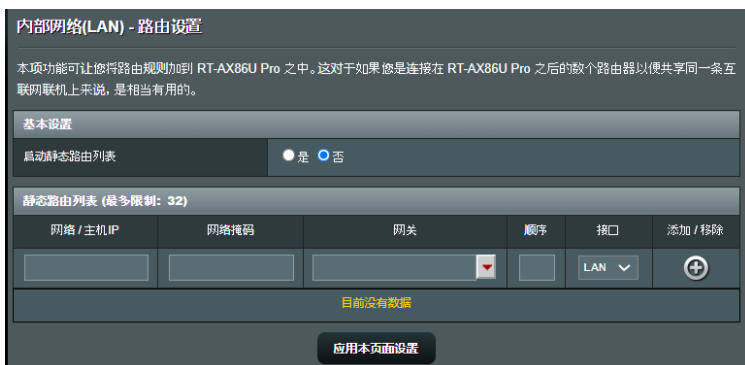 内部网络(LAN) - 路由设置
本项功能可让您将路由规则加到 RT-AX86U Pro 之中。这对于如果您是连接在 RT-AX86U Pro 之后的数个路由器以便共享同一条互
联网联机上来说，是相当有用的。
基本设置
启动静态路由列表 是 否
静态路由列表 (最多限制：32)
网络 / 主机IP 网络掩码 网关 顺序 接口 添加 / 移除
LAN
目前没有数据
应用本页面设置